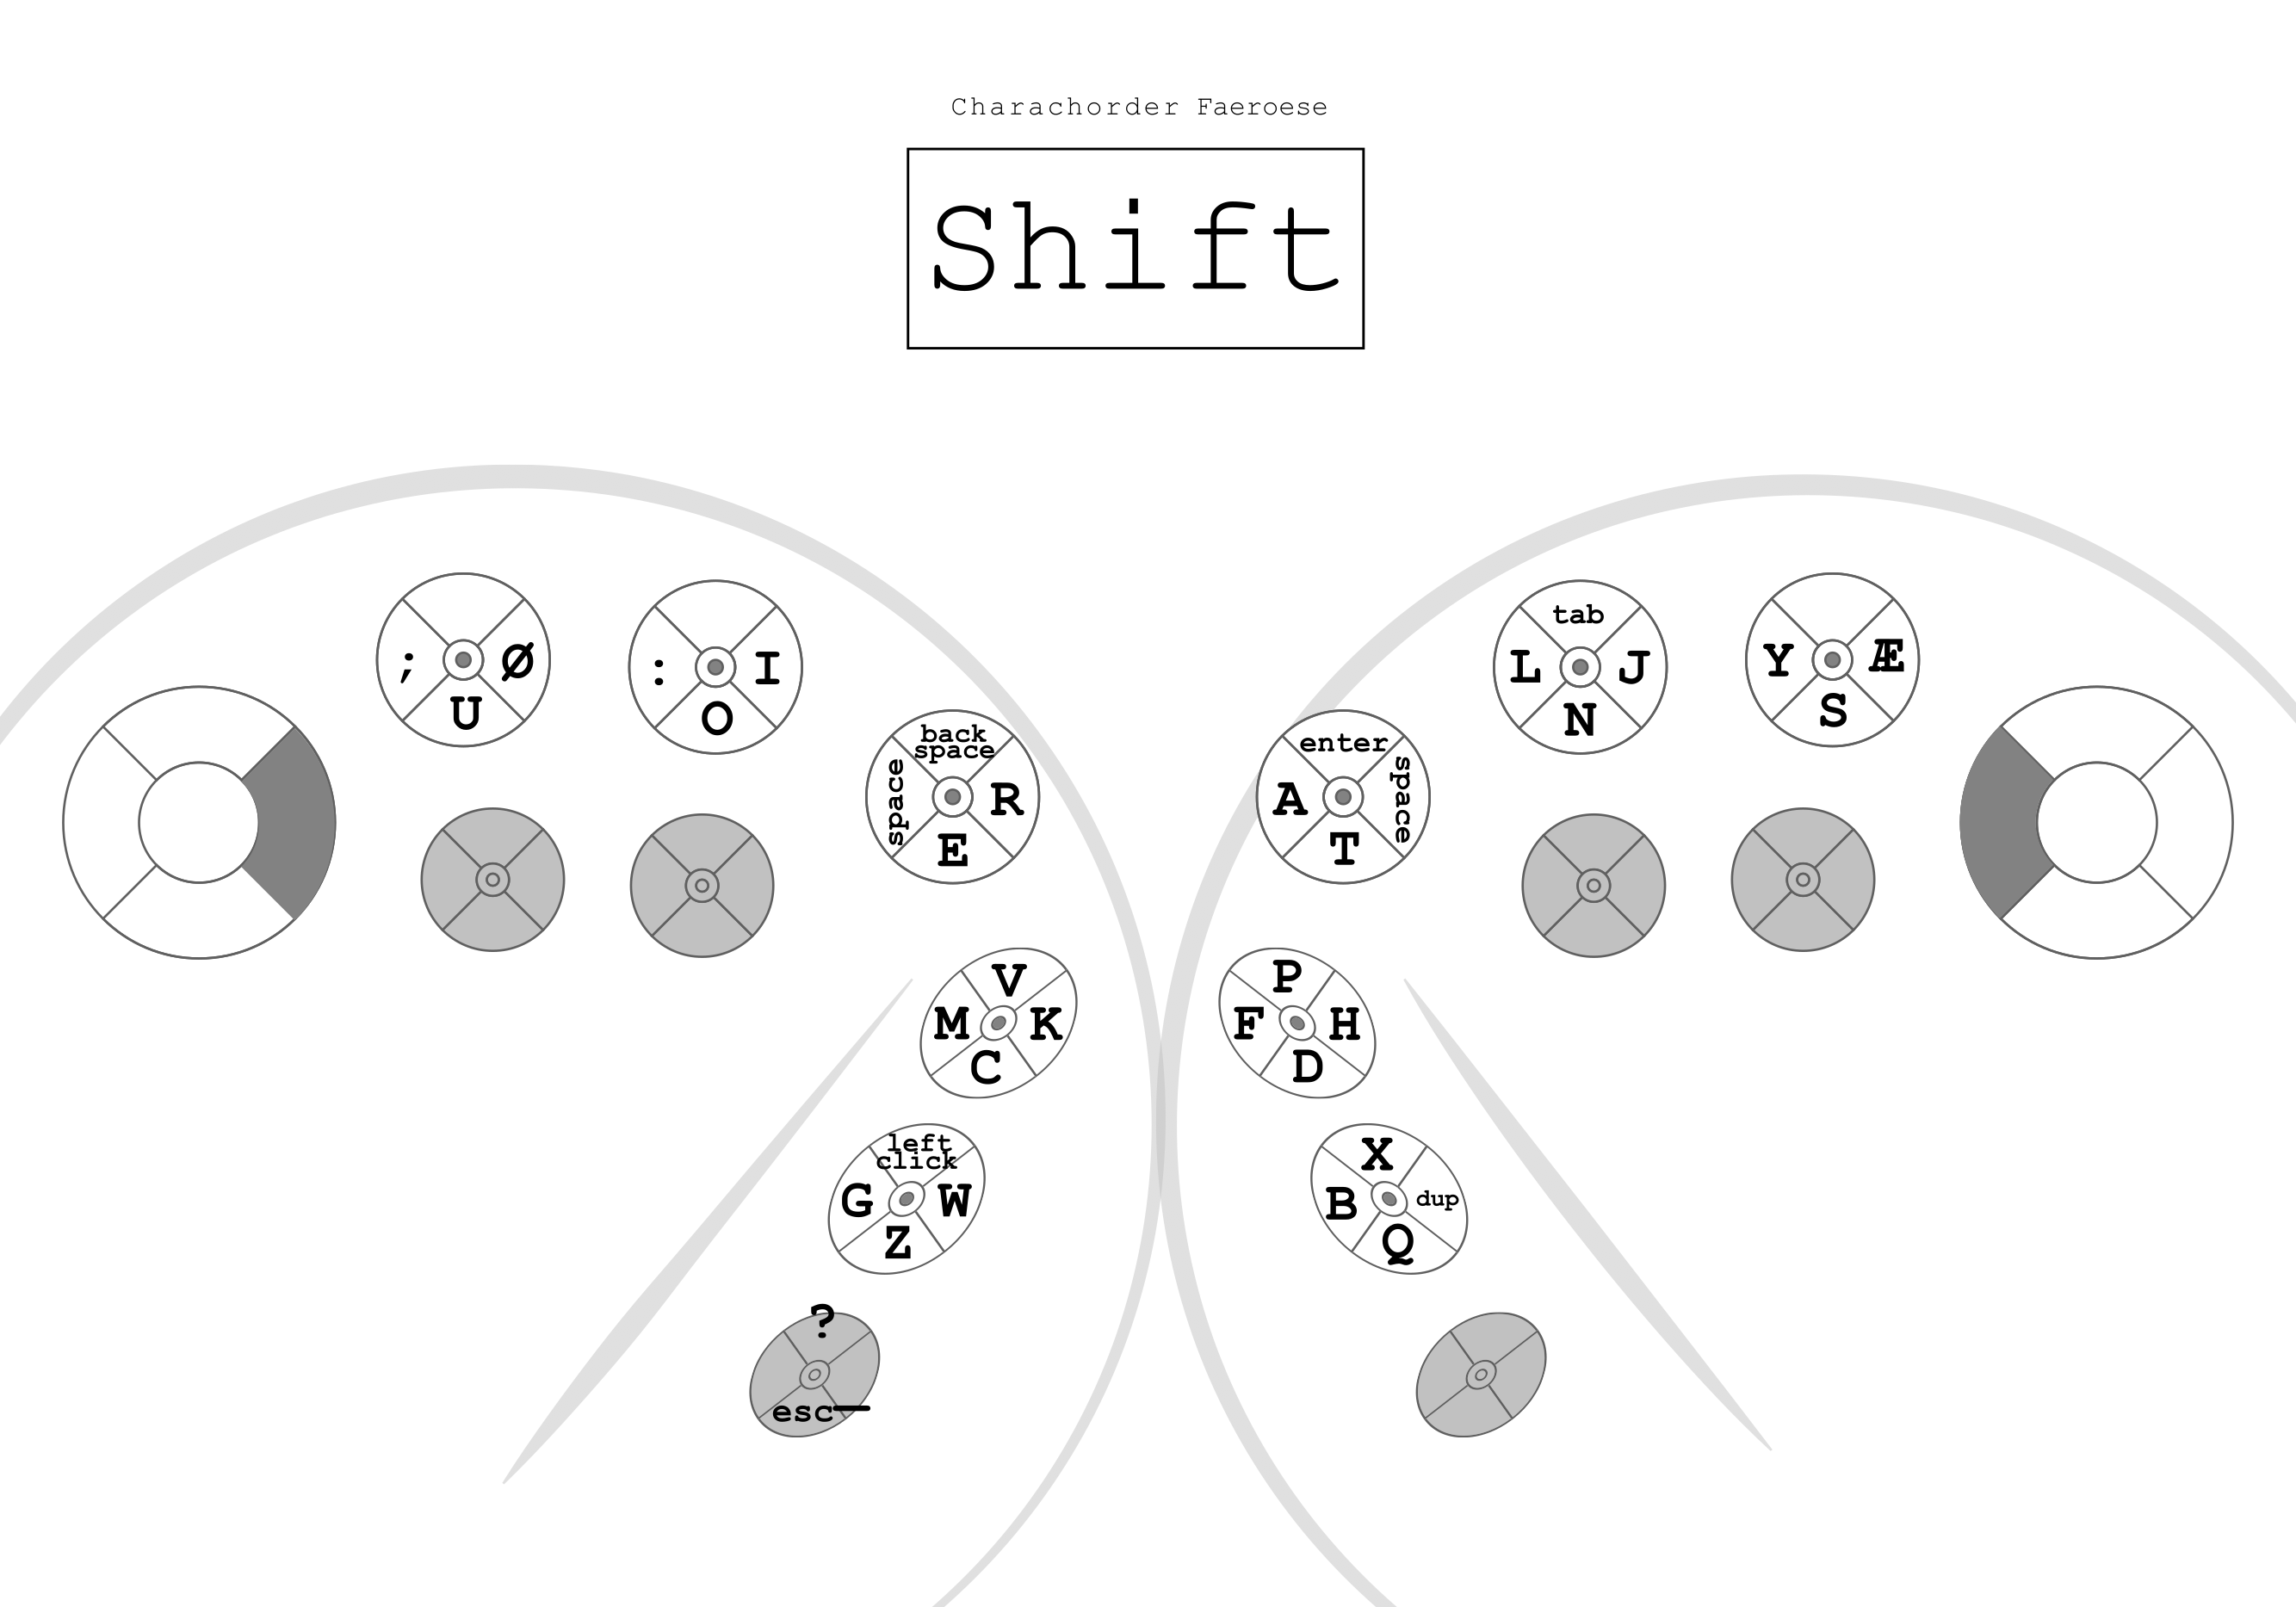 Charachorder Faeroese
Shift
; Ø U
: I O
back space
space R E
enter
A space T
tab
L J N
Y Æ S
V
M K
C
P
F H
D
left click
G W
Z
X
B dup
Q
?
esc—